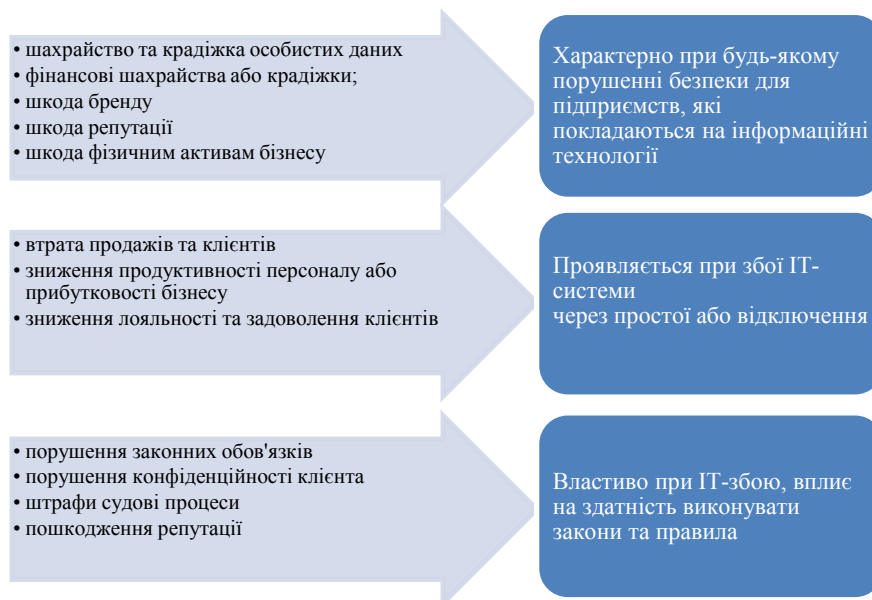 • шахрайство та крадіжка особистих даних
• фінансові шахрайства або крадіжки;
• шкода бренду
• шкода репутації
• шкода фізичним активам бізнесу
Характерно при будь-якому
порушенні безпеки для
підприємств, які
покладаються на інформаційні
технології
• втрата продажів та клієнтів
• зниження продуктивності персоналу або
прибутковості бізнесу
• зниження лояльності та задоволення клієнтів
Проявляється при збої ІТ-
системи
через простої або відключення
• порушення законних обов'язків
• порушення конфіденційності клієнта
• штрафи судові процеси
• пошкодження репутації
Властиво при ІТ-збою, вплиє
на здатність виконувати
закони та правила